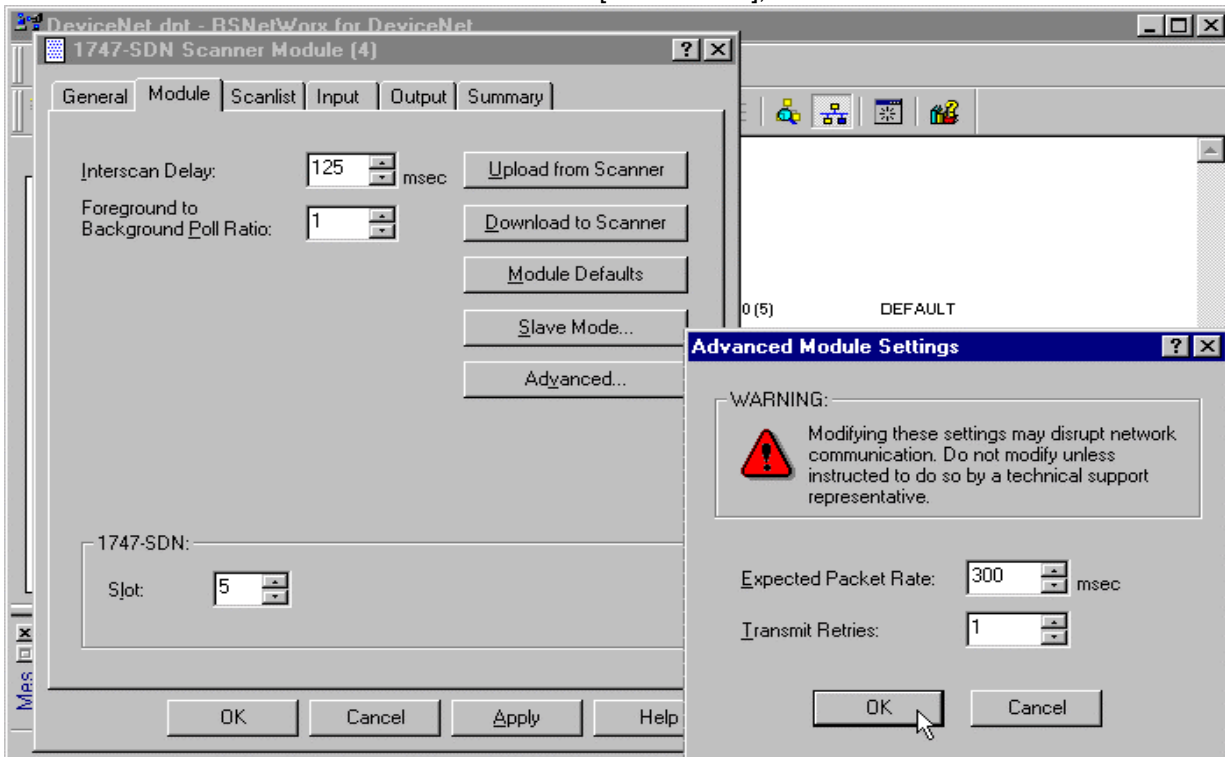 DeviceNet.dnt - RSNetWorx for DeviceNet
1747-SDN Scanner Module (4)
General Module Scanlist Input Output Summary
Interscan Delay: 125 msec Upload from Scanner
Foreground to
Background Poll Ratio: 1 Download to Scanner
Module Defaults
Slave Mode...
Advanced...
1747-SDN:
Slot: 5
OK Cancel Apply Help
0 (5) DEFAULT
Advanced Module Settings
WARNING:
Modifying these settings may disrupt network
communication. Do not modify unless
instructed to do so by a technical support
representative.
Expected Packet Rate: 300 msec
Transmit Retries: 1
OK Cancel
Mes